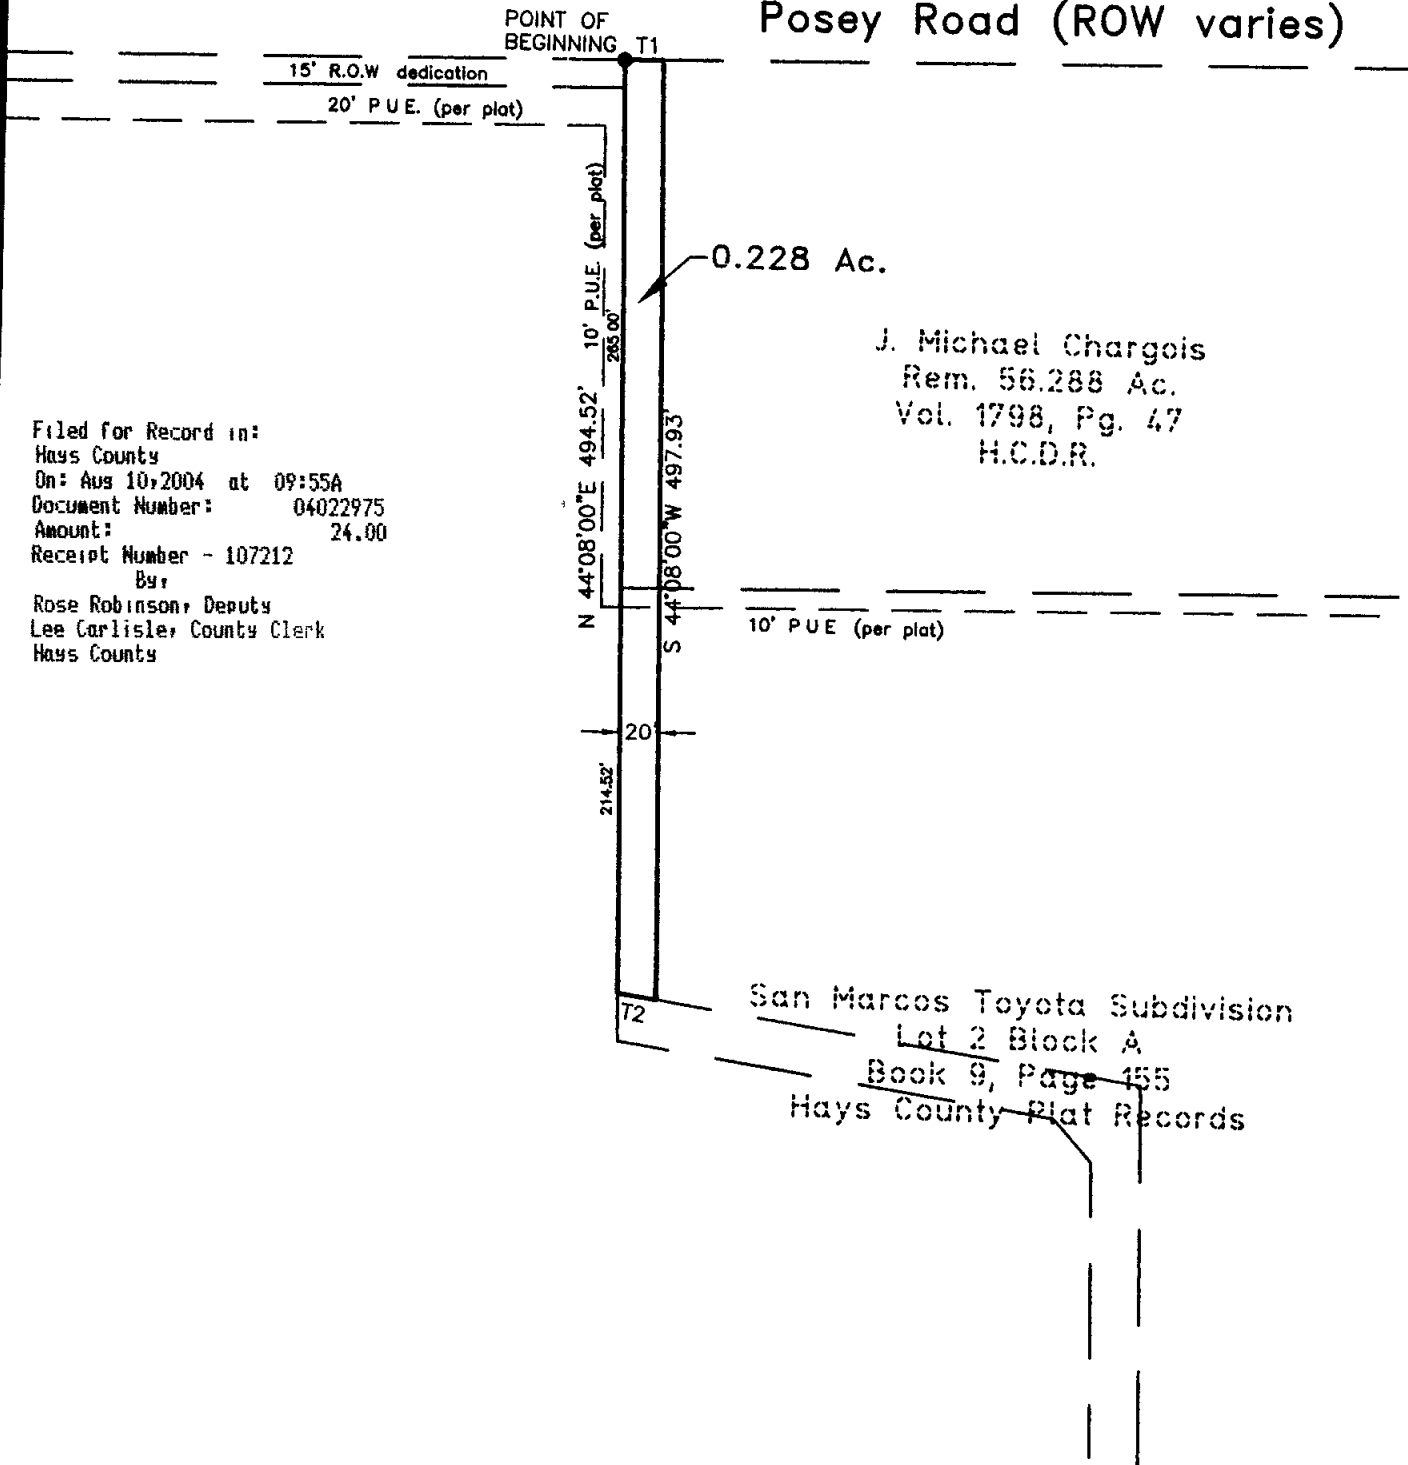 Posey Road (ROW varies)
POINT OF
BEGINNING
T1
15' R.O.W dedication
20' P U E. (per plat)
10' P.U.E. (per plat)
265 00'
0.228 Ac.
J. Michael Chargois
Rem. 56.288 Ac.
Vol. 1798, Pg. 47
H.C.D.R.
N 44°08'00"E 494.52'
S 44°08'00"W 497.93'
Filed for Record in:
Hays County
On: Aug 10,2004 at 09:55A
Document Number: 04022975
Amount: 24.00
Receipt Number - 107212
By,
Rose Robinson, Deputy
Lee Carlisle, County Clerk
Hays County
10' P U E (per plat)
20'
214.52'
T2
San Marcos Toyota Subdivision
Lot 2 Block A
Book 9, Page 155
Hays County Plat Records